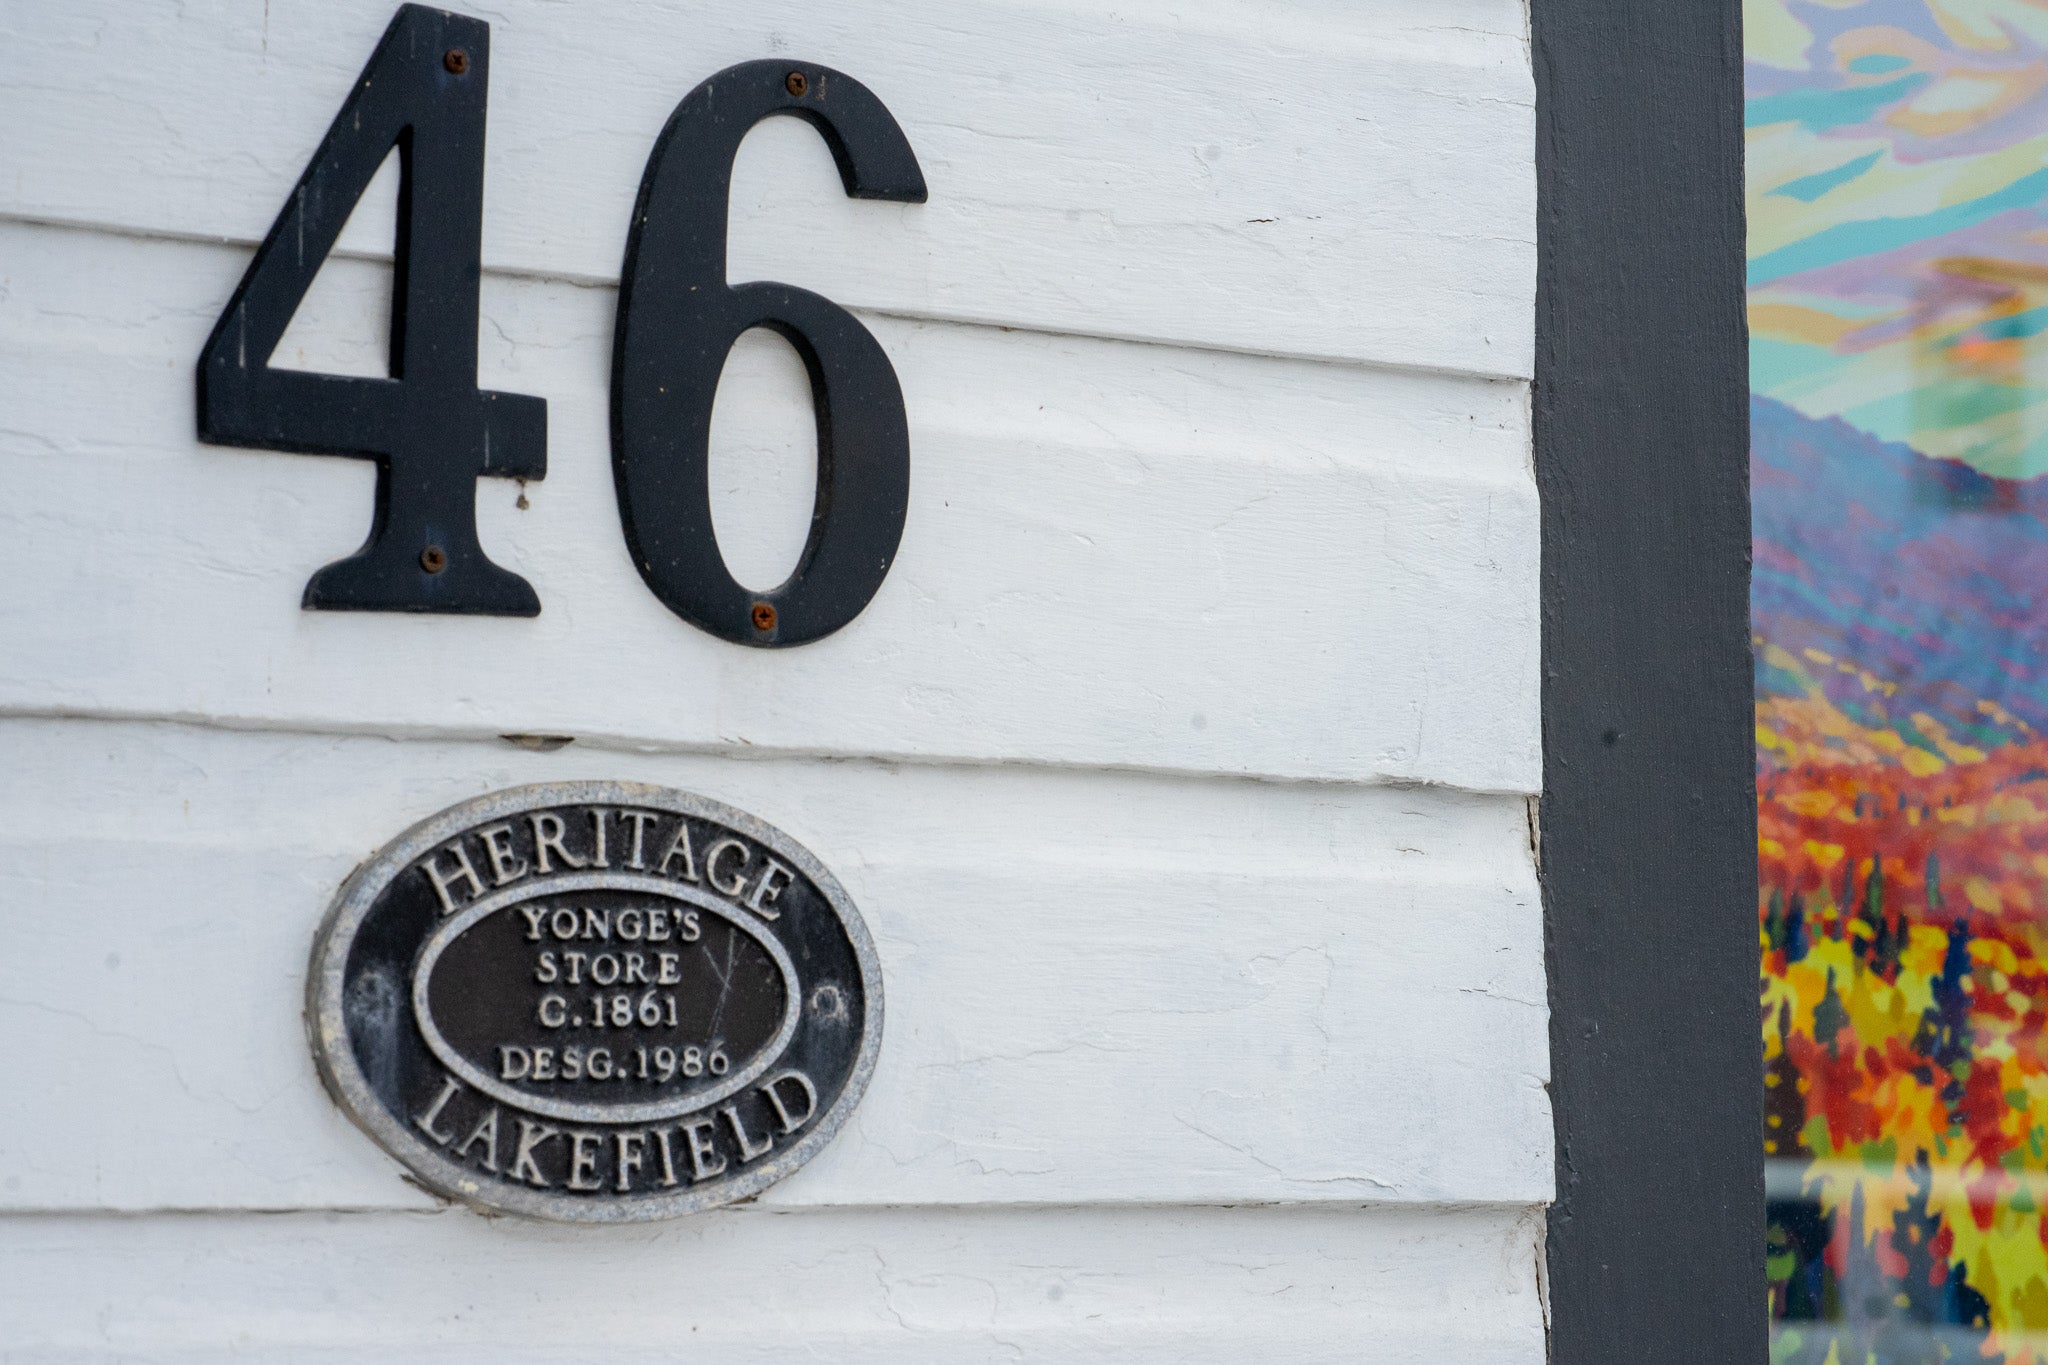 46
HERITAGE
YONGE'S
STORE
C.1861
DESG.1986
LAKEFIELD